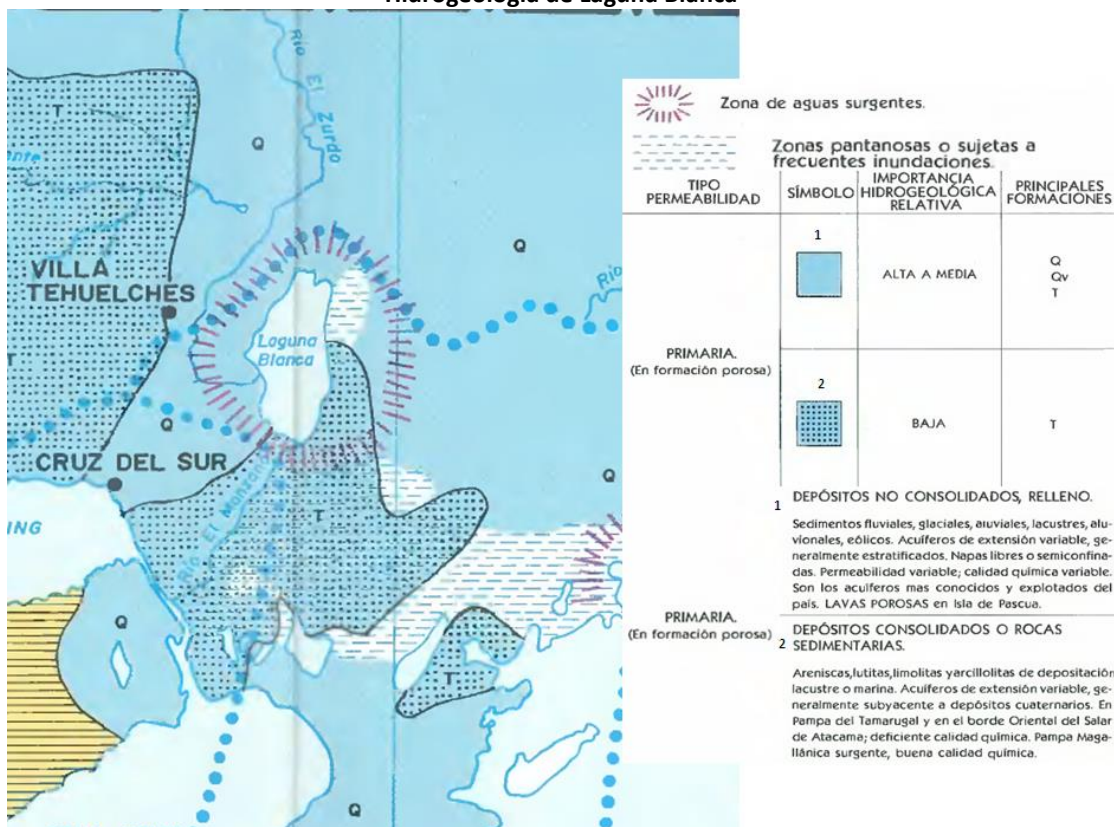 Hidrogeología de Laguna Blanca
Río El Zurdo
T
Q
Q
VILLA
TEHUELCHES
Río
T
Laguna
Blanca
Q
CRUZ DEL SUR
Q
Río El Manzano
T
ING
Q
T
Q
Zona de aguas surgentes.
Zonas pantanosas o sujetas a
frecuentes inundaciones.
TIPO
PERMEABILIDAD
SÍMBOLO
IMPORTANCIA
HIDROGEOLÓGICA
RELATIVA
PRINCIPALES
FORMACIONES
PRIMARIA.
(En formación porosa)
1
ALTA A MEDIA
Q
Qv
T
2
BAJA
T
PRIMARIA.
(En formación porosa)
1 DEPÓSITOS NO CONSOLIDADOS, RELLENO.
Sedimentos fluviales, glaciales, aluviales, lacustres, alu-
vionales, eólicos. Acuíferos de extensión variable, ge-
neralmente estratificados. Napas libres o semiconfina-
das. Permeabilidad variable; calidad química variable.
Son los acuíferos mas conocidos y explotados del
país. LAVAS POROSAS en Isla de Pascua.
DEPÓSITOS CONSOLIDADOS O ROCAS
2 SEDIMENTARIAS.
Areniscas,lutitas,limolitas yarcillolitas de depositación
lacustre o marina. Acuíferos de extensión variable, ge-
neralmente subyacente a depósitos cuaternarios. En
Pampa del Tamarugal y en el borde Oriental del Salar
de Atacama; deficiente calidad química. Pampa Maga-
llánica surgente, buena calidad química.